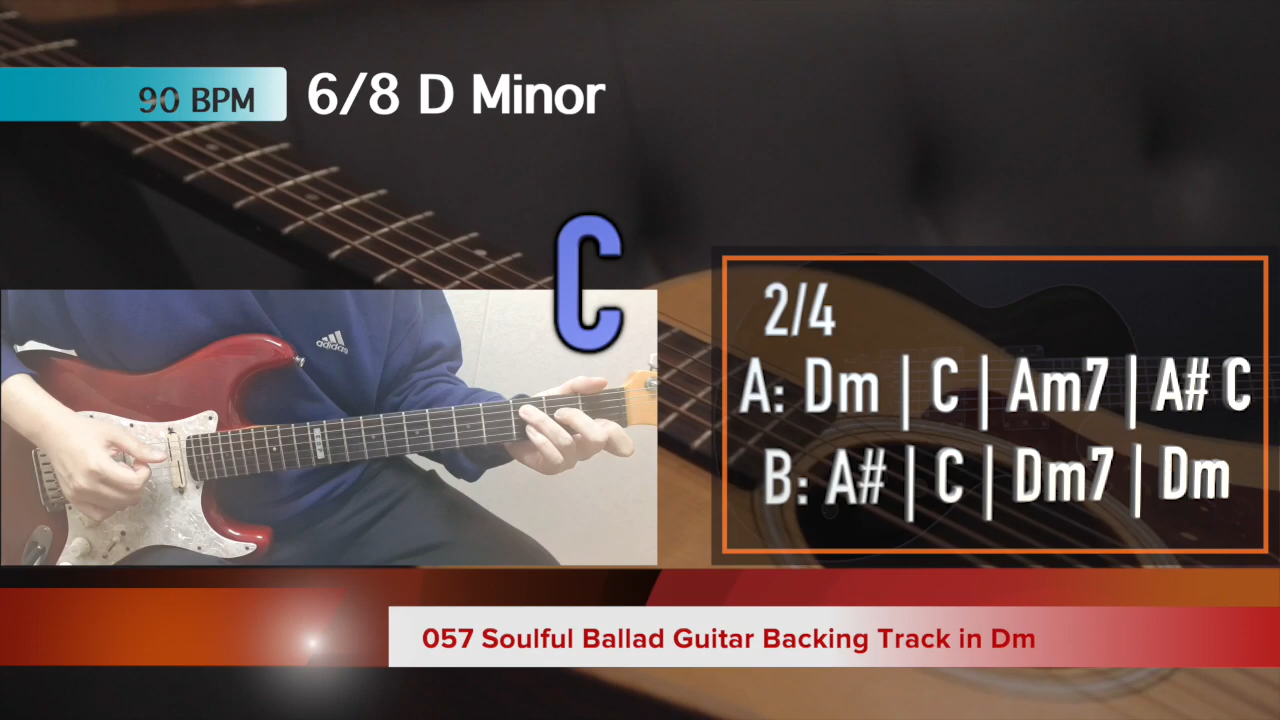 90 BPM
6/8 D Minor
C
adidas
2/4
A: Dm | C | Am7 | A# C
B: A# | C | Dm7 | Dm
057 Soulful Ballad Guitar Backing Track in Dm